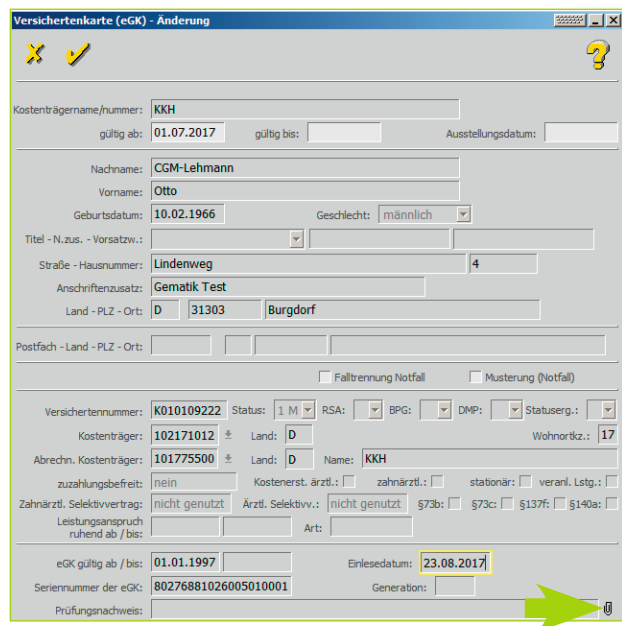 Versichertenkarte (eGK) - Änderung
Kostenträgername/nummer: KKH
gültig ab: 01.07.2017 gültig bis: Ausstellungsdatum:
Nachname: CGM-Lehmann
Vorname: Otto
Geburtsdatum: 10.02.1966 Geschlecht: männlich
Titel - N.zus. - Vorsatzw.:
Straße - Hausnummer: Lindenweg 4
Anschriftenzusatz: Gematik Test
Land - PLZ - Ort: D 31303 Burgdorf
Postfach - Land - PLZ - Ort:
Falltrennung Notfall Musterung (Notfall)
Versichertennummer: K010109222 Status: 1 M RSA: BPG: DMP: Statuserg.:
Kostenträger: 102171012 Land: D Wohnortkz.: 17
Abrechn. Kostenträger: 101775500 Land: D Name: KKH
zuzahlungsbefreit: nein Kostenerst. ärztl.: zahnärztl.: stationär: veranl. Lstg.:
Zahnärztl. Selektivvertrag: nicht genutzt Ärztl. Selektivv.: nicht genutzt §73b: §73c: §137f: §140a:
Leistungsanspruch
ruhend ab / bis: Art:
eGK gültig ab / bis: 01.01.1997 Einlesedatum: 23.08.2017
Seriennummer der eGK: 80276881026005010001 Generation:
Prüfungsnachweis: